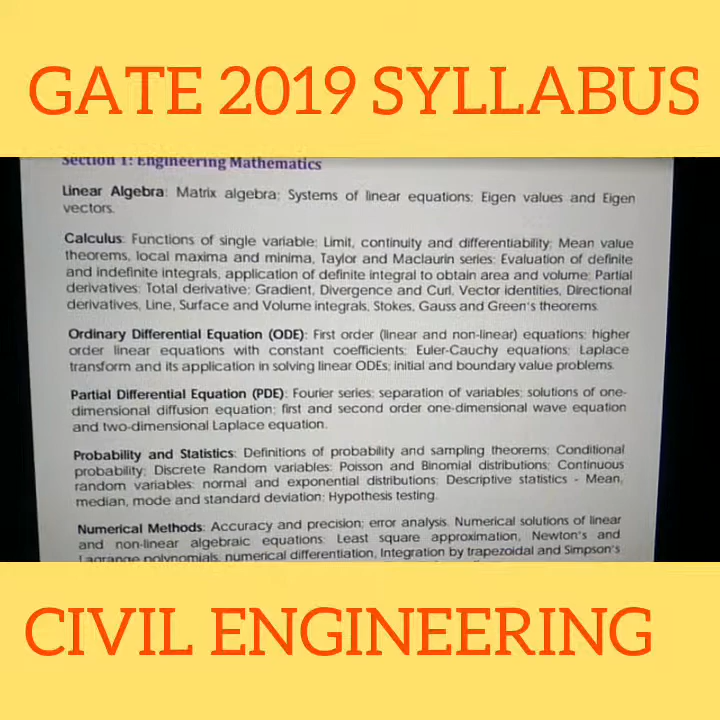 GATE 2019 SYLLABUS
Section 1: Engineering Mathematics
Linear Algebra: Matrix algebra; Systems of linear equations; Eigen values and Eigen
vectors.
Calculus: Functions of single variable; Limit, continuity and differentiability; Mean value
theorems, local maxima and minima, Taylor and Maclaurin series; Evaluation of definite
and indefinite integrals, application of definite integral to obtain area and volume; Partial
derivatives; Total derivative; Gradient, Divergence and Curl, Vector identities, Directional
derivatives, Line, Surface and Volume integrals, Stokes, Gauss and Green's theorems.
Ordinary Differential Equation (ODE): First order (linear and non-linear) equations; higher
order linear equations with constant coefficients; Euler-Cauchy equations; Laplace
transform and its application in solving linear ODEs; initial and boundary value problems.
Partial Differential Equation (PDE): Fourier series; separation of variables; solutions of one-
dimensional diffusion equation; first and second order one-dimensional wave equation
and two-dimensional Laplace equation.
Probability and Statistics: Definitions of probability and sampling theorems; Conditional
probability; Discrete Random variables: Poisson and Binomial distributions; Continuous
random variables: normal and exponential distributions; Descriptive statistics - Mean,
median, mode and standard deviation; Hypothesis testing.
Numerical Methods: Accuracy and precision; error analysis. Numerical solutions of linear
and non-linear algebraic equations; Least square approximation, Newton's and
Lagrange polynomials, numerical differentiation, Integration by trapezoidal and Simpson's
CIVIL ENGINEERING